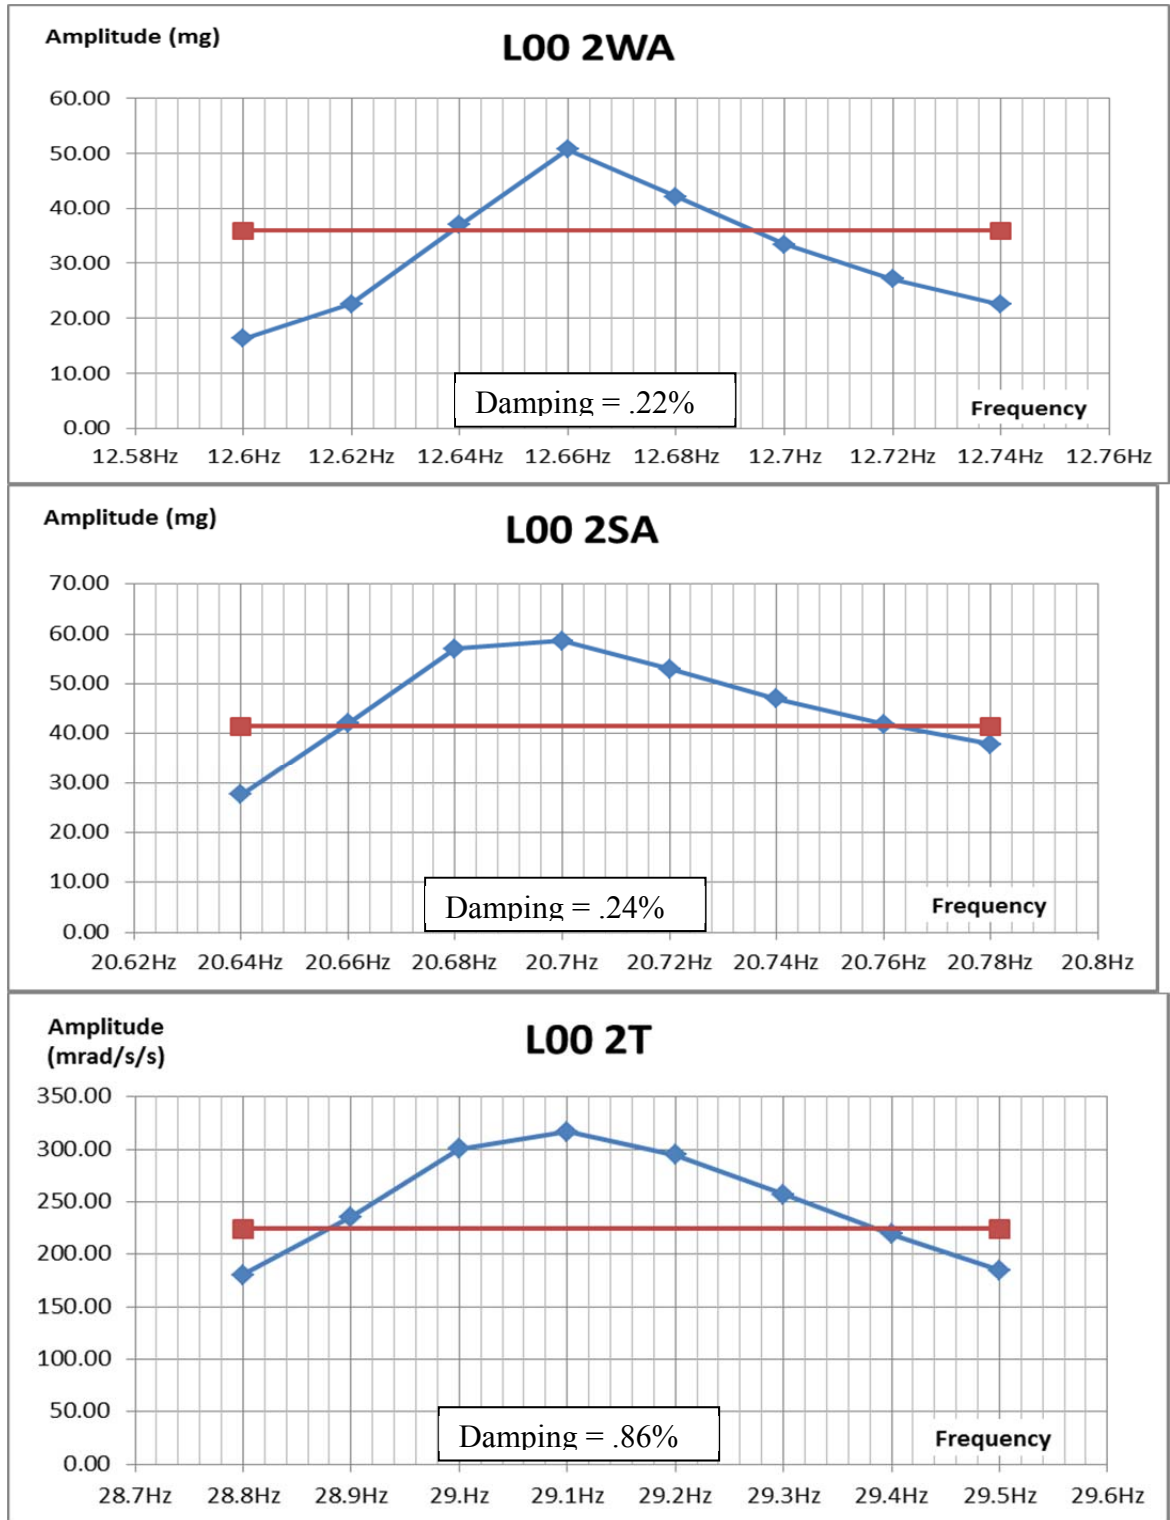 Amplitude (mg)
L00 2WA
60.00
50.00
40.00
30.00
20.00
10.00
0.00
Damping = .22%
Frequency
12.58Hz 12.6Hz 12.62Hz 12.64Hz 12.66Hz 12.68Hz 12.7Hz 12.72Hz 12.74Hz 12.76Hz
Amplitude (mg)
L00 2SA
70.00
60.00
50.00
40.00
30.00
20.00
10.00
0.00
Damping = .24%
Frequency
20.62Hz 20.64Hz 20.66Hz 20.68Hz 20.7Hz 20.72Hz 20.74Hz 20.76Hz 20.78Hz 20.8Hz
Amplitude
(mrad/s/s)
L00 2T
350.00
300.00
250.00
200.00
150.00
100.00
50.00
0.00
Damping = .86%
Frequency
28.7Hz 28.8Hz 28.9Hz 29.Hz 29.1Hz 29.2Hz 29.3Hz 29.4Hz 29.5Hz 29.6Hz